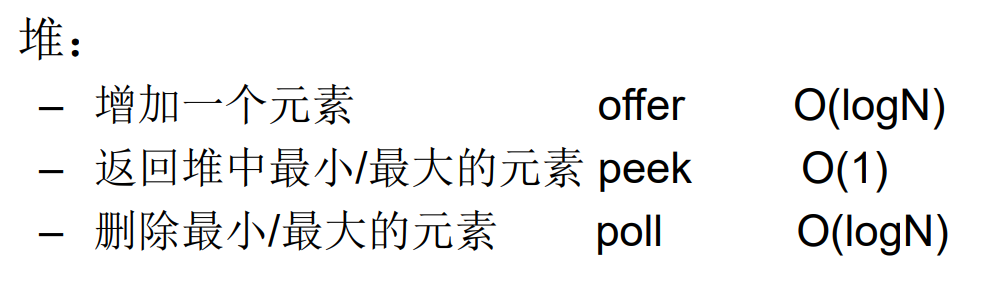 堆：
– 增加一个元素 offer O(logN)
– 返回堆中最小/最大的元素 peek O(1)
– 删除最小/最大的元素 poll O(logN)